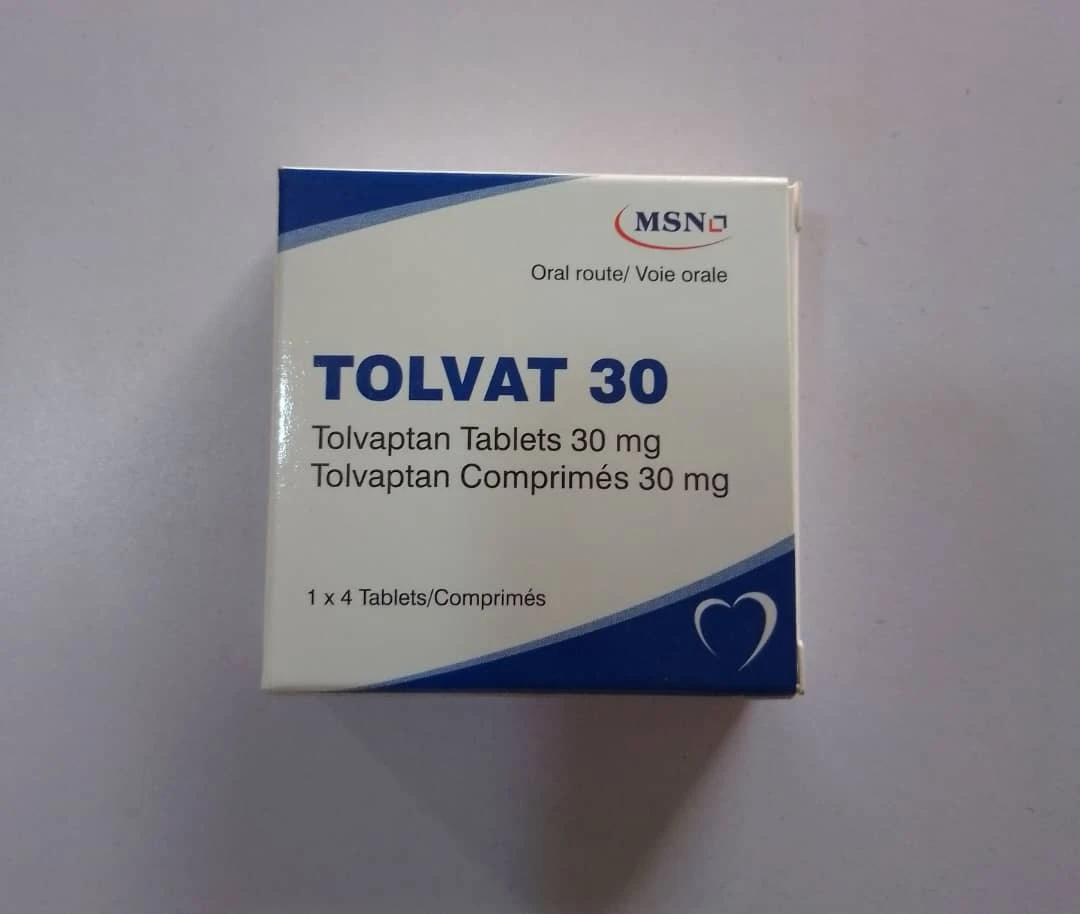 MSN
Oral route/ Voie orale
TOLVAT 30
Tolvaptan Tablets 30 mg
Tolvaptan Comprimés 30 mg
1 x 4 Tablets/Comprimés